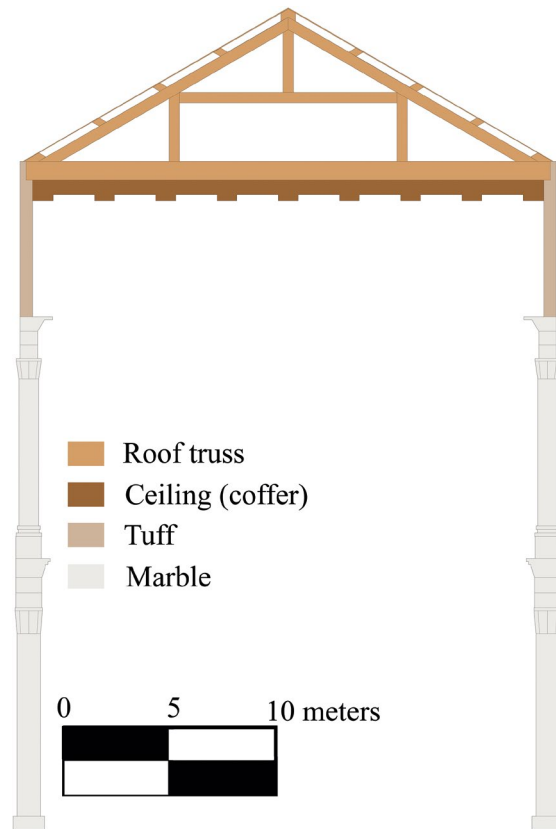 Roof truss
Ceiling (coffer)
Tuff
Marble
0 5 10 meters